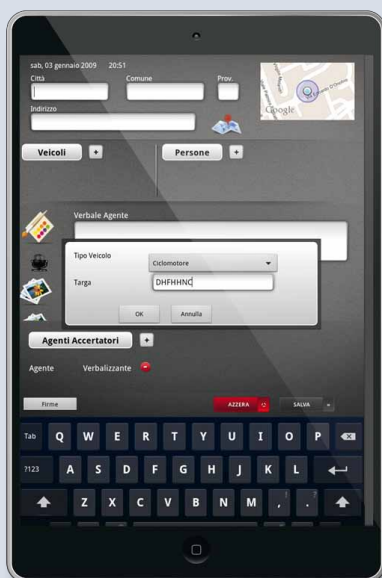 sab, 03 gennaio 2009 20:51
Città Comune Prov.
Indirizzo
Google
Veicoli + Persone +
Verbale Agente
Tipo Veicolo Ciclomotore
Targa DHFHHNC
OK Annulla
Agenti Accertatori +
Agente Verbalizzante
Firme AZZERA SALVA
Tab Q W E R T Y U I O P
?123 A S D F G H J K L
Z X C V B N M , ! . ?